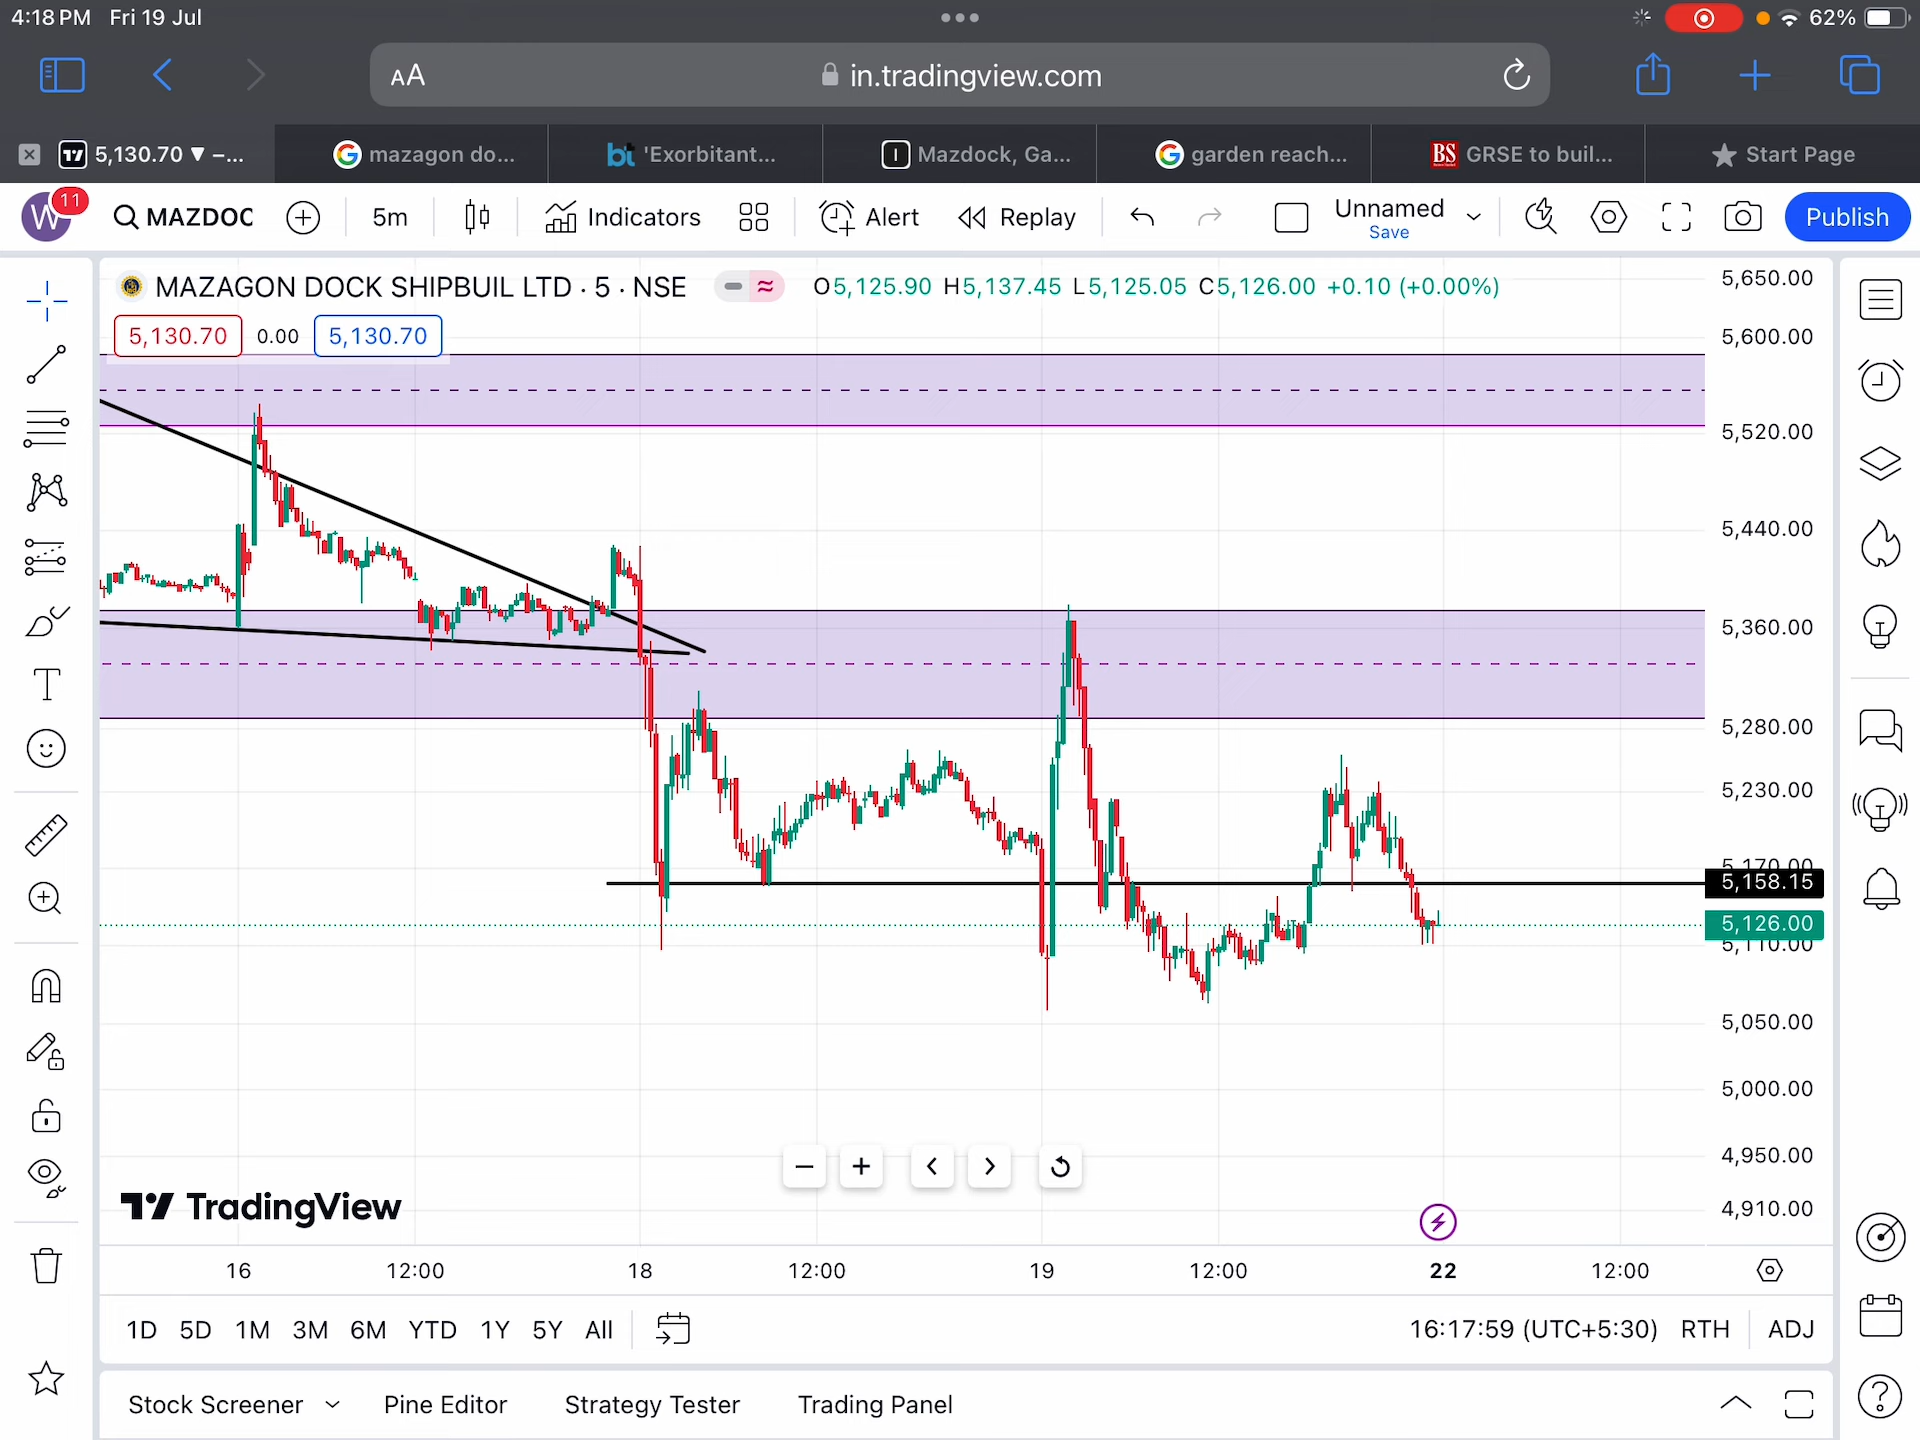 4:18 PM Fri 19 Jul
62%
AA in.tradingview.com
5,130.70 ▼ –...
mazagon do...
'Exorbitant...
Mazdock, Ga...
garden reach...
BS GRSE to buil...
Start Page
W 11 MAZDOC 5m Indicators Alert Replay Unnamed Save Publish
MAZAGON DOCK SHIPBUIL LTD · 5 · NSE O5,125.90 H5,137.45 L5,125.05 C5,126.00 +0.10 (+0.00%)
5,130.70 0.00 5,130.70
5,650.00
5,600.00
5,520.00
5,440.00
5,360.00
5,280.00
5,230.00
5,170.00
5,158.15
5,126.00
5,110.00
5,050.00
5,000.00
4,950.00
4,910.00
TradingView
16 12:00 18 12:00 19 12:00 22 12:00
1D 5D 1M 3M 6M YTD 1Y 5Y All 16:17:59 (UTC+5:30) RTH ADJ
Stock Screener Pine Editor Strategy Tester Trading Panel